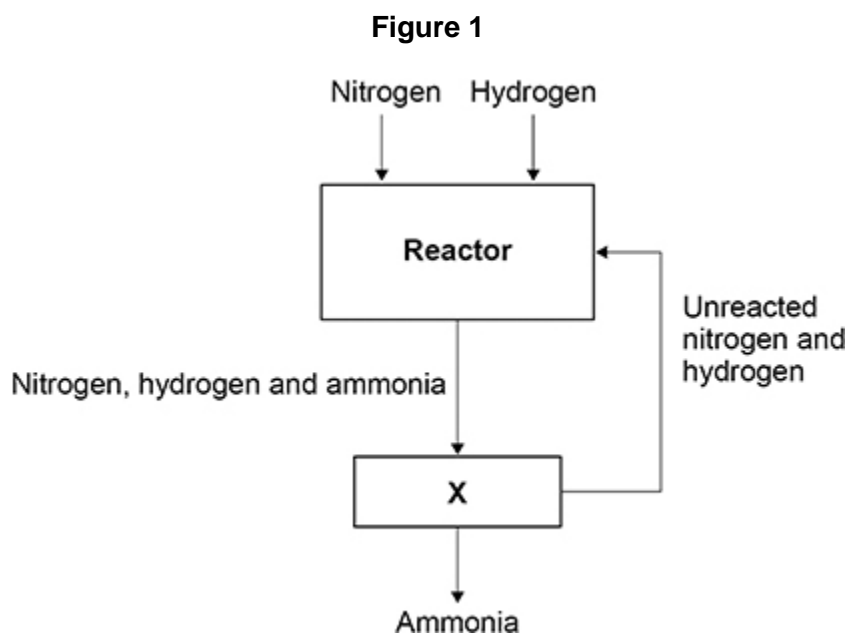 Figure 1
Nitrogen Hydrogen
Reactor
Unreacted
nitrogen and
hydrogen
Nitrogen, hydrogen and ammonia
X
Ammonia